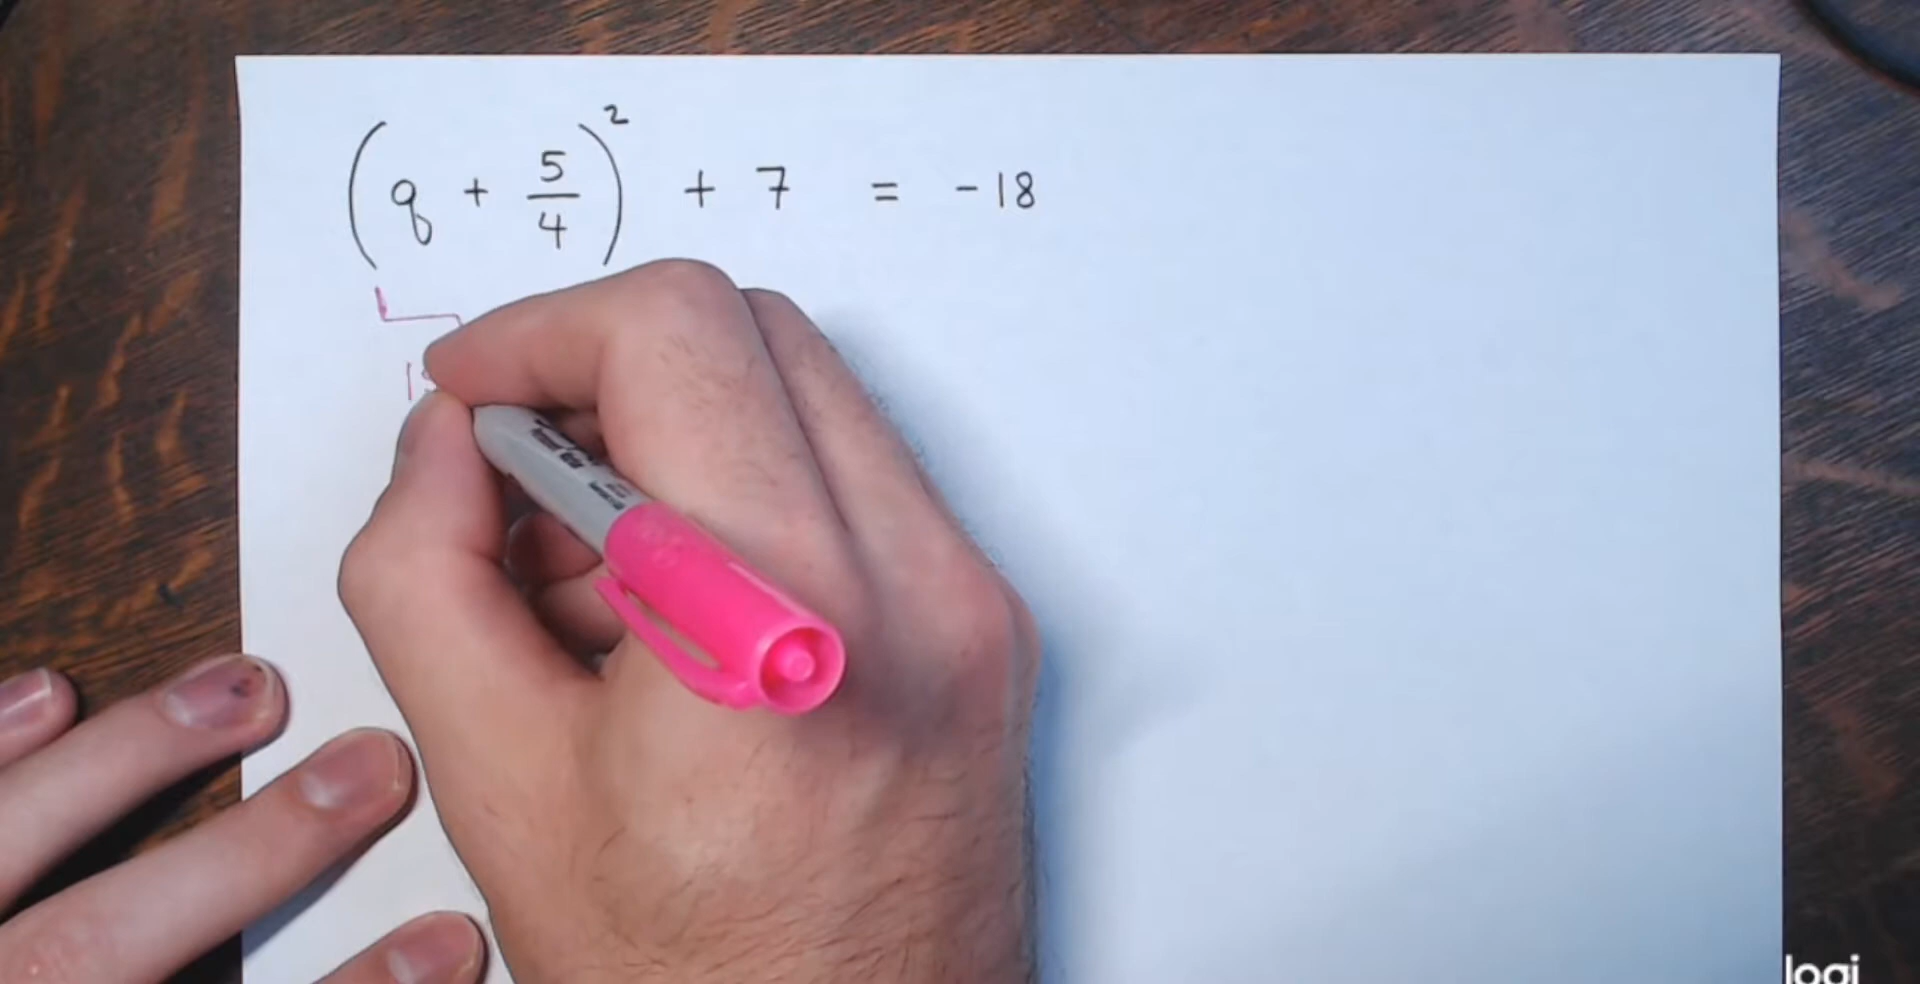 (q + 5/4)² + 7 = -18
logi